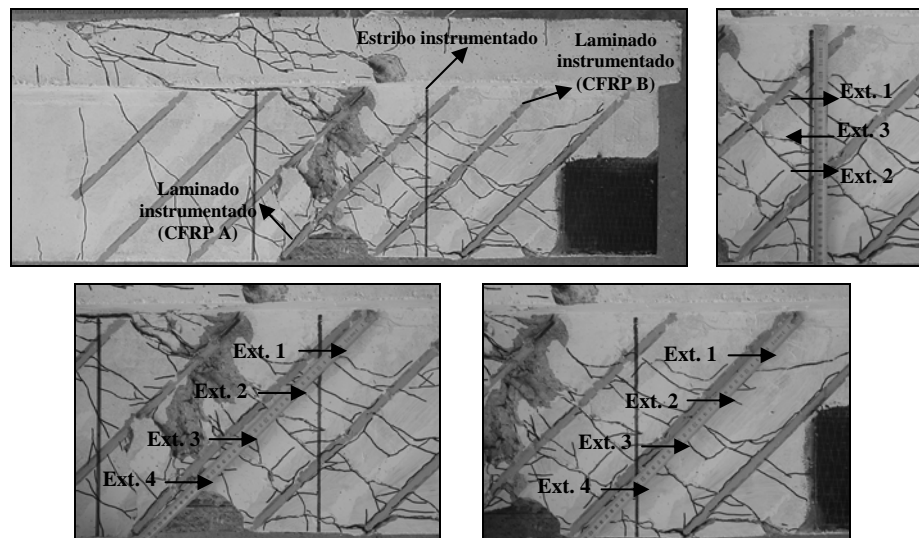 Estribo instrumentado
Laminado
instrumentado
(CFRP B)
Laminado
instrumentado
(CFRP A)
Ext. 1
Ext. 3
Ext. 2
Ext. 1
Ext. 2
Ext. 3
Ext. 4
Ext. 1
Ext. 2
Ext. 3
Ext. 4